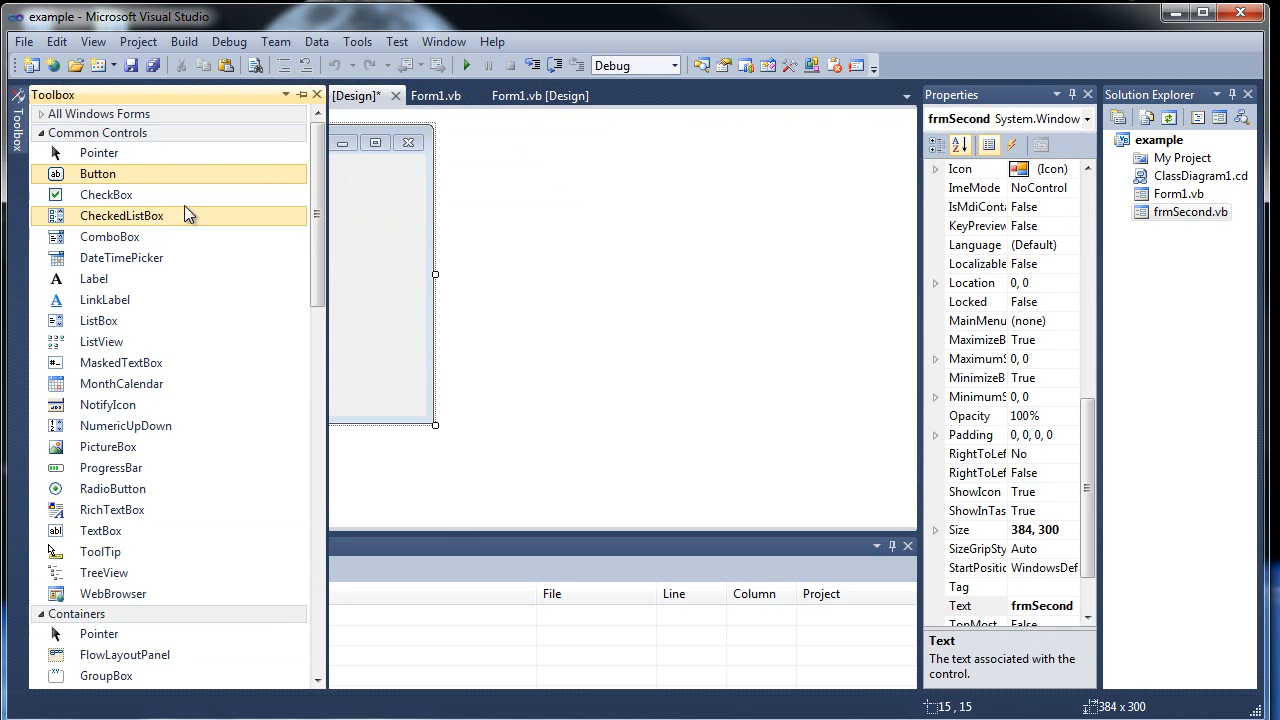 example - Microsoft Visual Studio
File Edit View Project Build Debug Team Data Tools Test Window Help
Debug
Toolbox
Toolbox
All Windows Forms
Common Controls
Pointer
Button
CheckBox
CheckedListBox
ComboBox
DateTimePicker
Label
LinkLabel
ListBox
ListView
MaskedTextBox
MonthCalendar
NotifyIcon
NumericUpDown
PictureBox
ProgressBar
RadioButton
RichTextBox
TextBox
ToolTip
TreeView
WebBrowser
Containers
Pointer
FlowLayoutPanel
GroupBox
[Design]* Form1.vb Form1.vb [Design]
File Line Column Project
Properties
frmSecond System.Window
Icon (Icon)
ImeMode NoControl
IsMdiConta False
KeyPreview False
Language (Default)
Localizable False
Location 0, 0
Locked False
MainMenu (none)
MaximizeB True
MaximumS 0, 0
MinimizeB True
MinimumS 0, 0
Opacity 100%
Padding 0, 0, 0, 0
RightToLef No
RightToLef False
ShowIcon True
ShowInTas True
Size 384, 300
SizeGripSty Auto
StartPositio WindowsDef
Tag
Text frmSecond
TopMost False
Text
The text associated with the
control.
Solution Explorer
example
My Project
ClassDiagram1.cd
Form1.vb
frmSecond.vb
15 , 15 384 x 300